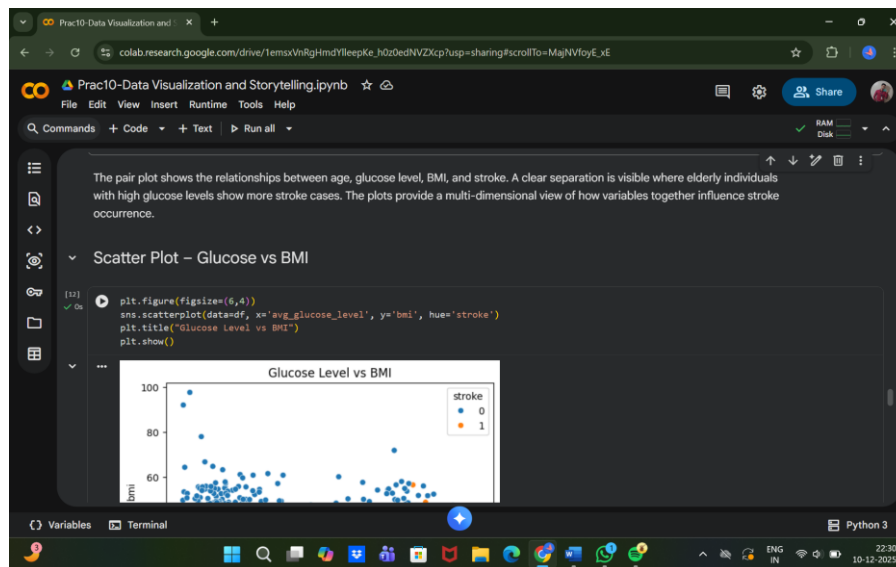 Prac10-Data Visualization and S
colab.research.google.com/drive/1emsxVnRgHmdYlleepKe_h0z0edNVZXcp?usp=sharing#scrollTo=MajNVfoyE_xE
CO
Prac10-Data Visualization and Storytelling.ipynb
Share
File Edit View Insert Runtime Tools Help
Commands + Code + Text Run all
RAM
Disk
The pair plot shows the relationships between age, glucose level, BMI, and stroke. A clear separation is visible where elderly individuals
with high glucose levels show more stroke cases. The plots provide a multi-dimensional view of how variables together influence stroke
occurrence.
Scatter Plot – Glucose vs BMI
[12]
0s
plt.figure(figsize=(6,4))
sns.scatterplot(data=df, x='avg_glucose_level', y='bmi', hue='stroke')
plt.title("Glucose Level vs BMI")
plt.show()
Glucose Level vs BMI
100
80
60
bmi
stroke
0
1
{} Variables Terminal
Python 3
3
ENG
IN
22:30
10-12-2025